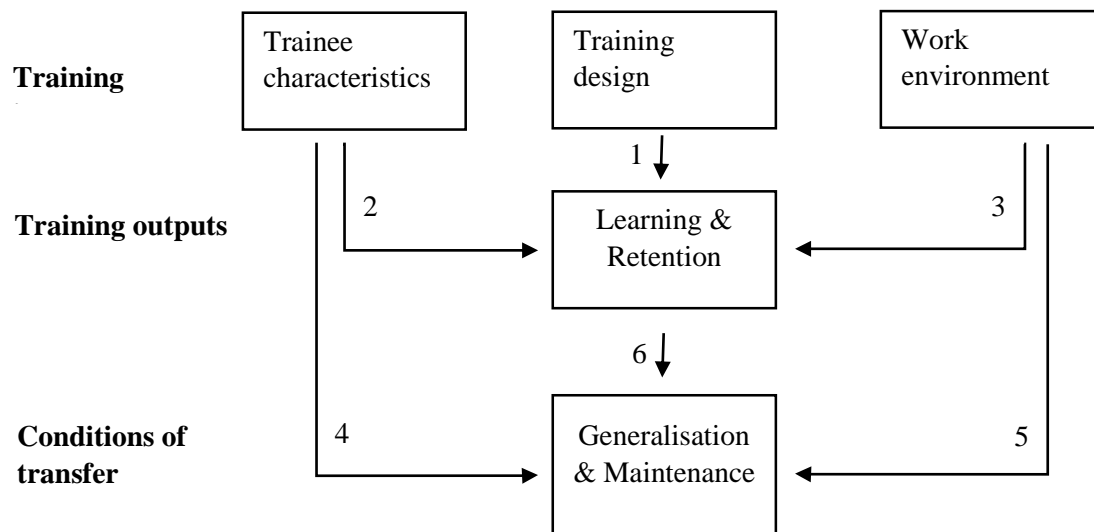 Trainee
characteristics
Training
design
Work
environment
Training
1
2
3
Training outputs
Learning &
Retention
6
4
5
Conditions of
transfer
Generalisation
& Maintenance